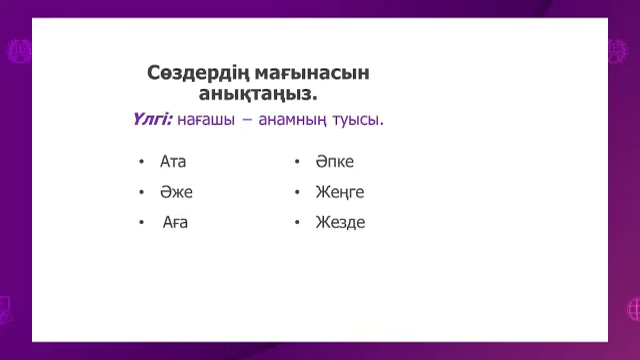 Сөздердің мағынасын
анықтаңыз.
Үлгі: нағашы – анамның туысы.
• Ата
• Әже
• Аға
• Әпке
• Жеңге
• Жезде